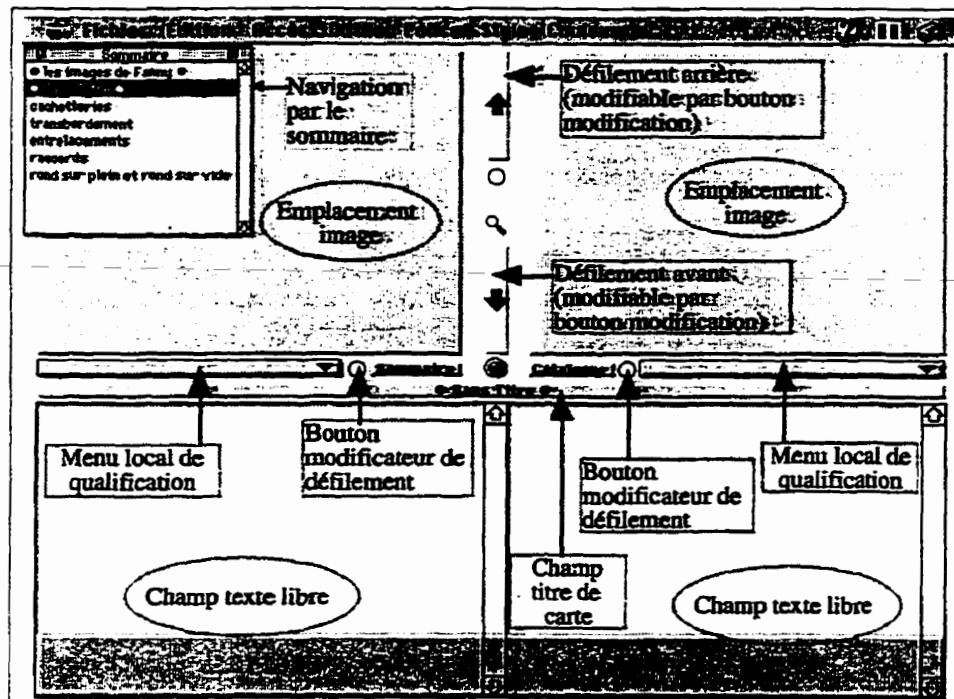 Fichier Édition
Sommaire
les images de Fanny
cachotteries
transbordement
entrelacements
raccords
rond sur plein et rond sur vide
Navigation
par le
sommaire
Défilement arrière
(modifiable par bouton
modification)
Emplacement
image
Emplacement
image
Défilement avant
(modifiable par
bouton modification)
Sommaire
Sans Titre
Menu local de
qualification
Bouton
modificateur de
défilement
Bouton
modificateur de
défilement
Menu local de
qualification
Champ texte libre
Champ
titre de
carte
Champ texte libre